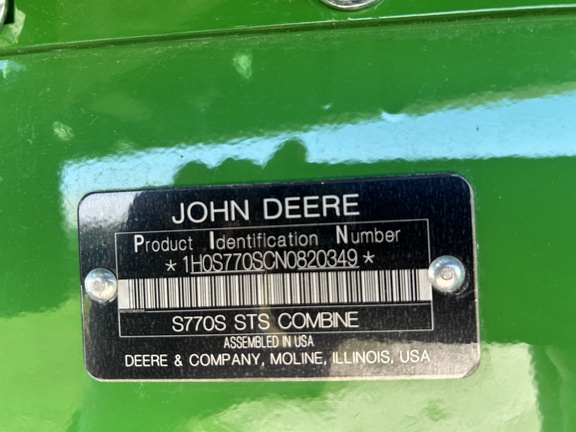 JOHN DEERE
Product Identification Number
*1H0S770SCN0820349*
S770S STS COMBINE
ASSEMBLED IN USA
DEERE & COMPANY, MOLINE, ILLINOIS, USA